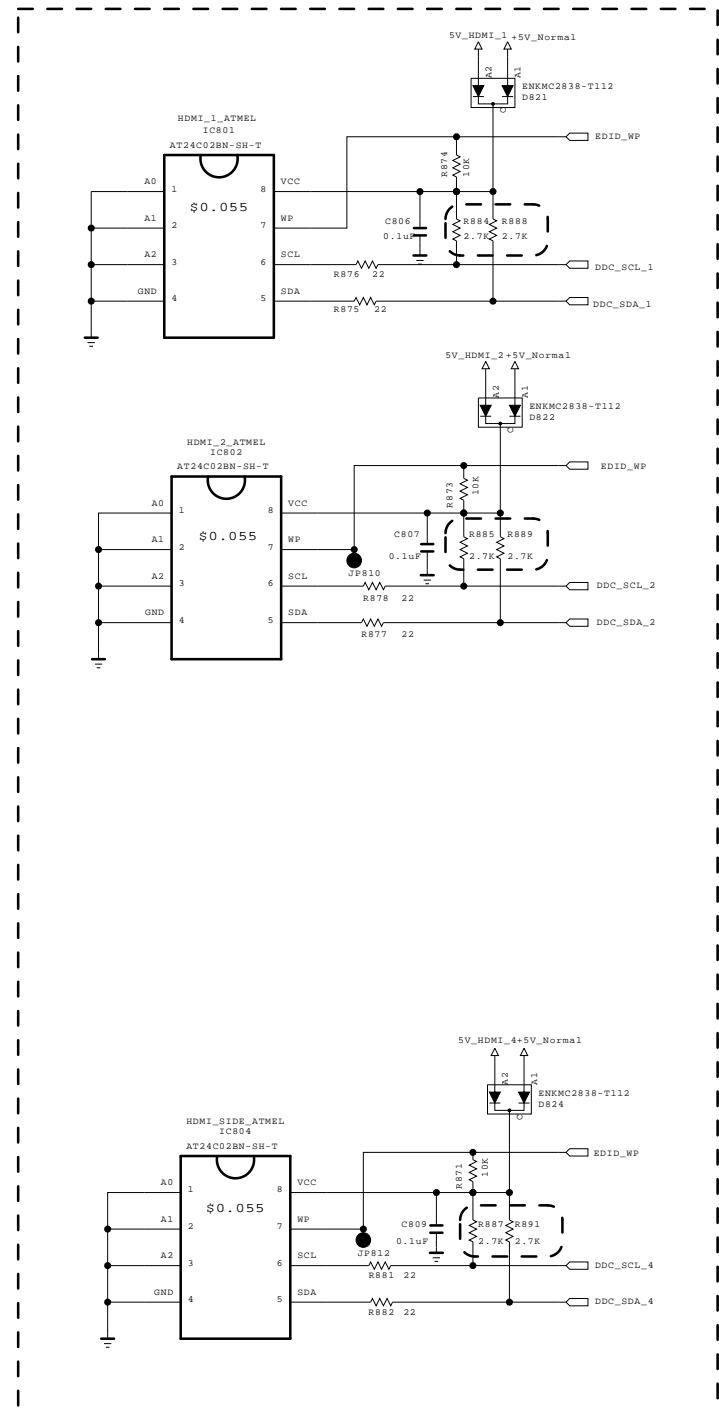 5V_HDMI_1 +5V_Normal
A2 A1
ENKMC2838-T112
D821
C
HDMI_1_ATMEL
IC801
AT24C02BN-SH-T
EDID_WP
R874 10K
A0 1 8 VCC
$0.055
A1 2 7 WP
C806 R884 R888
0.1uF 2.7K 2.7K
A2 3 6 SCL
R876 22 DDC_SCL_1
GND 4 5 SDA
R875 22 DDC_SDA_1
5V_HDMI_2 +5V_Normal
A2 A1
ENKMC2838-T112
D822
C
HDMI_2_ATMEL
IC802
AT24C02BN-SH-T
EDID_WP
R873 10K
A0 1 8 VCC
$0.055
A1 2 7 WP
C807 R885 R889
0.1uF 2.7K 2.7K
JP810
A2 3 6 SCL
R878 22 DDC_SCL_2
GND 4 5 SDA
R877 22 DDC_SDA_2
5V_HDMI_4 +5V_Normal
A2 A1
ENKMC2838-T112
D824
C
HDMI_SIDE_ATMEL
IC804
AT24C02BN-SH-T
EDID_WP
R871 10K
A0 1 8 VCC
$0.055
A1 2 7 WP
C809 R887 R891
0.1uF 2.7K 2.7K
JP812
A2 3 6 SCL
R881 22 DDC_SCL_4
GND 4 5 SDA
R882 22 DDC_SDA_4